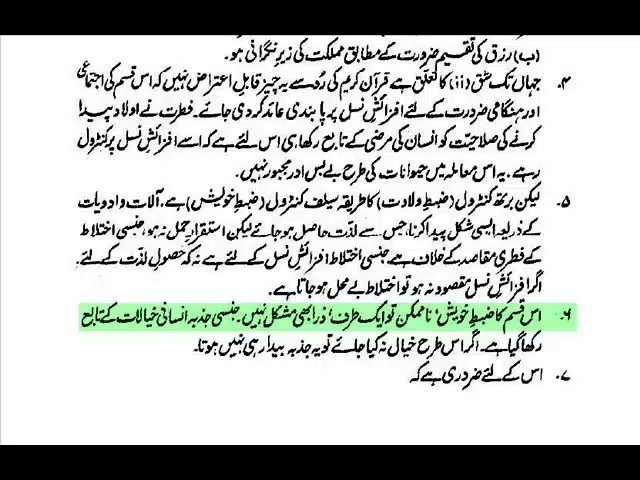 (ب) رزق کی تقسیم ضرورت کے مطابق مملکت کی زیرِ نگرانی ہو۔
۴۔ جہاں تک شق (ii) کا تعلق ہے قرآن کریم کی رُو سے یہ چیز قابلِ اعتراض نہیں کہ اس قسم کی اجتماعی
اور ہنگامی ضرورت کے لئے افزائشِ نسل پر پابندی عائد کر دی جائے۔ فطرت نے اولاد پیدا
کرنے کی صلاحیّت کو انسان کی مرضی کے تابع رکھا ہی اس لئے ہے کہ اسے افزائشِ نسل پر کنٹرول
رہے۔ یہ اس معاملہ میں حیوانات کی طرح بے بس اور مجبور نہیں۔
۵۔ لیکن برتھ کنٹرول (ضبطِ ولادت) کا طریقہ سیلف کنٹرول (ضبطِ خویش) ہے۔ آلات و ادویات
کے ذریعہ ایسی شکل پیدا کرنا، جس سے لذّت حاصل ہو جائے لیکن استقرارِ حمل نہ ہو، جنسی اختلاط
کے فطری مقاصد کے خلاف ہے جنسی اختلاط افزائشِ نسل کے لئے ہے نہ کہ حصولِ لذّت کے لئے۔
اگر افزائشِ نسل مقصود نہ ہو تو اختلاط بے محل ہو جاتا ہے۔
۶۔ اس قسم کا ضبطِ خویش، ناممکن تو ایک طرف، ذرا بھی مشکل نہیں۔ جنسی جذبہ انسانی خیالات کے تابع
رکھا گیا ہے۔ اگر اس طرح خیال نہ کیا جائے تو یہ جذبہ بیدار ہی نہیں ہوتا۔
۷۔ اس کے لئے ضروری ہے کہ